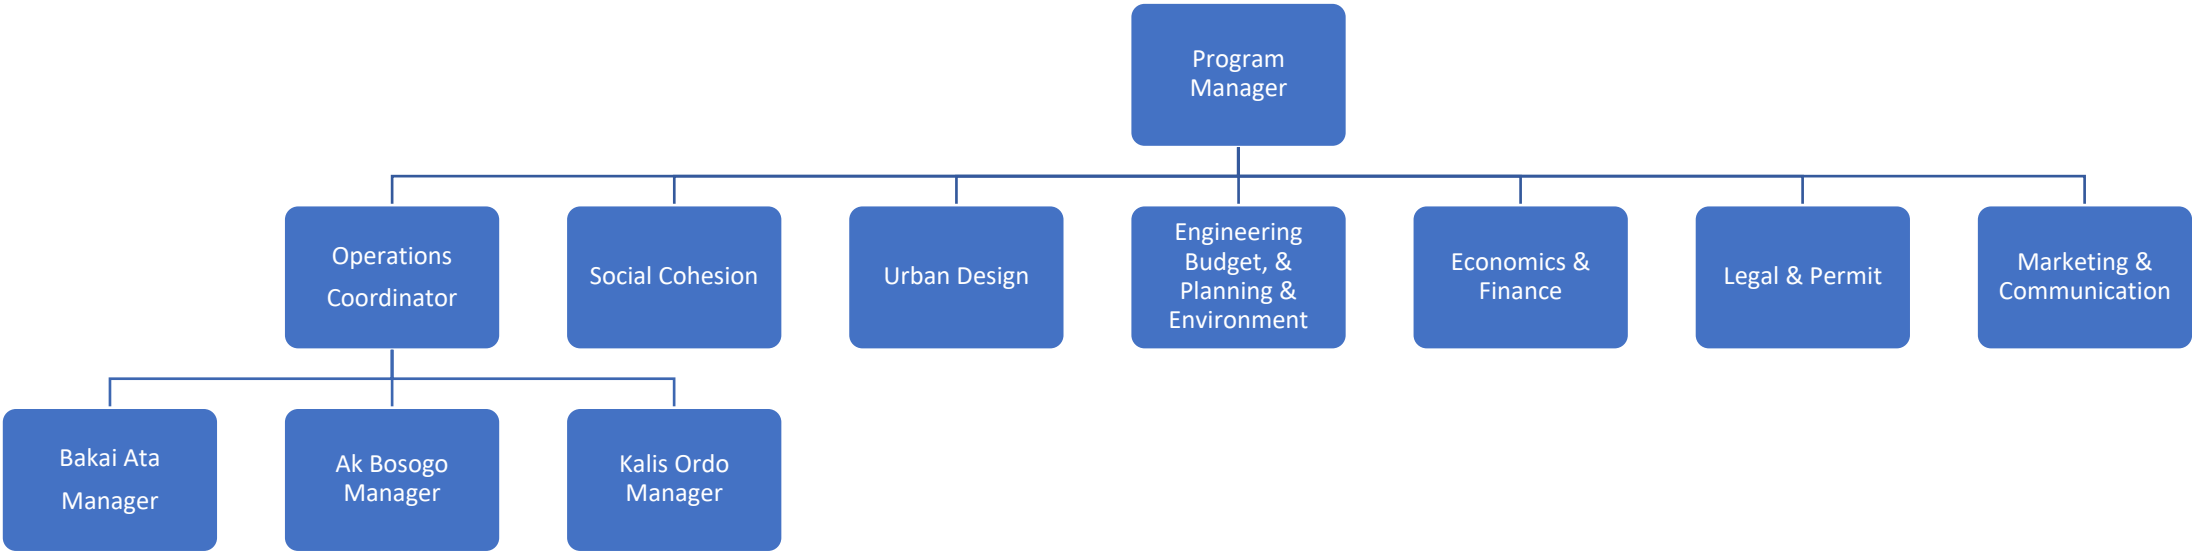 Program
Manager
Operations
Coordinator
Social Cohesion
Urban Design
Engineering
Budget, &
Planning &
Environment
Economics &
Finance
Legal & Permit
Marketing &
Communication
Bakai Ata
Manager
Ak Bosogo
Manager
Kalis Ordo
Manager